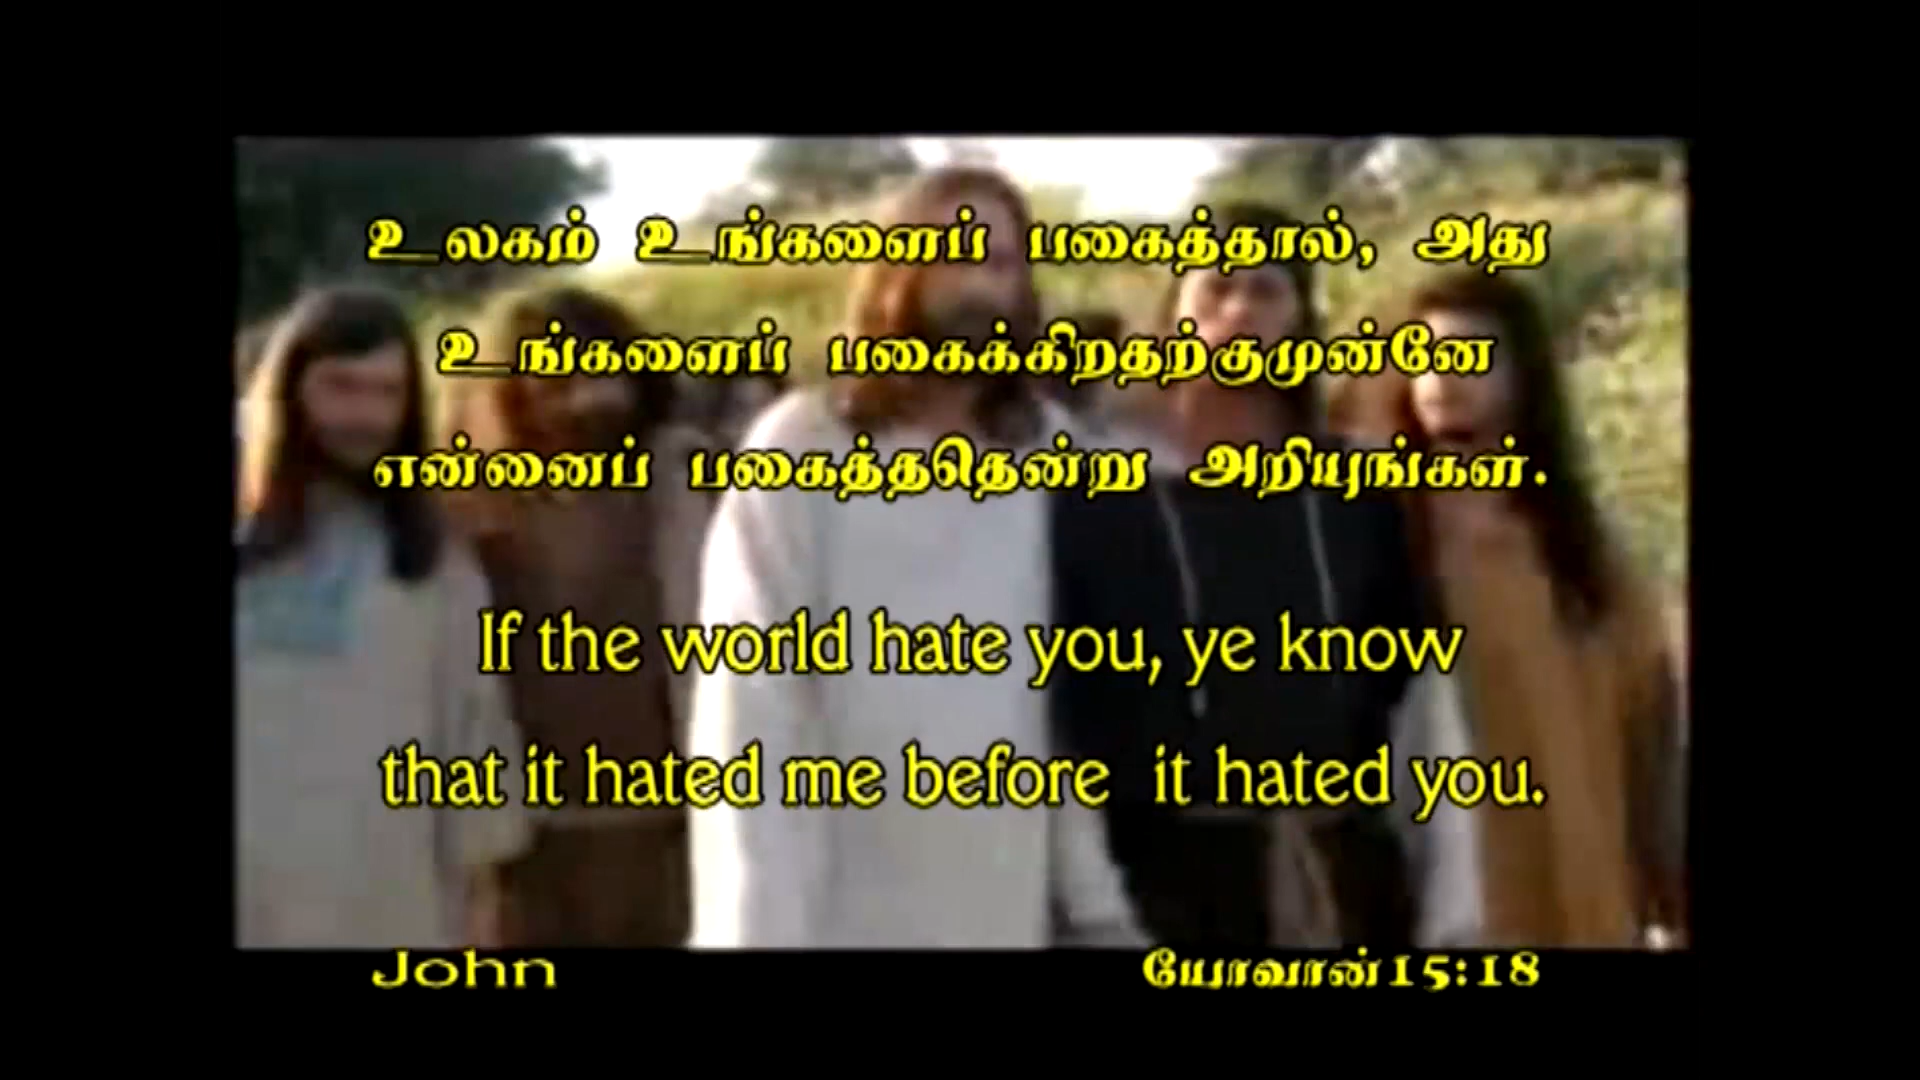 உலகம் உங்களைப் பகைத்தால், அது
உங்களைப் பகைக்கிறதற்குமுன்னே
என்னைப் பகைத்ததென்று அறியுங்கள்.
If the world hate you, ye know
that it hated me before it hated you.
John யோவான் 15:18